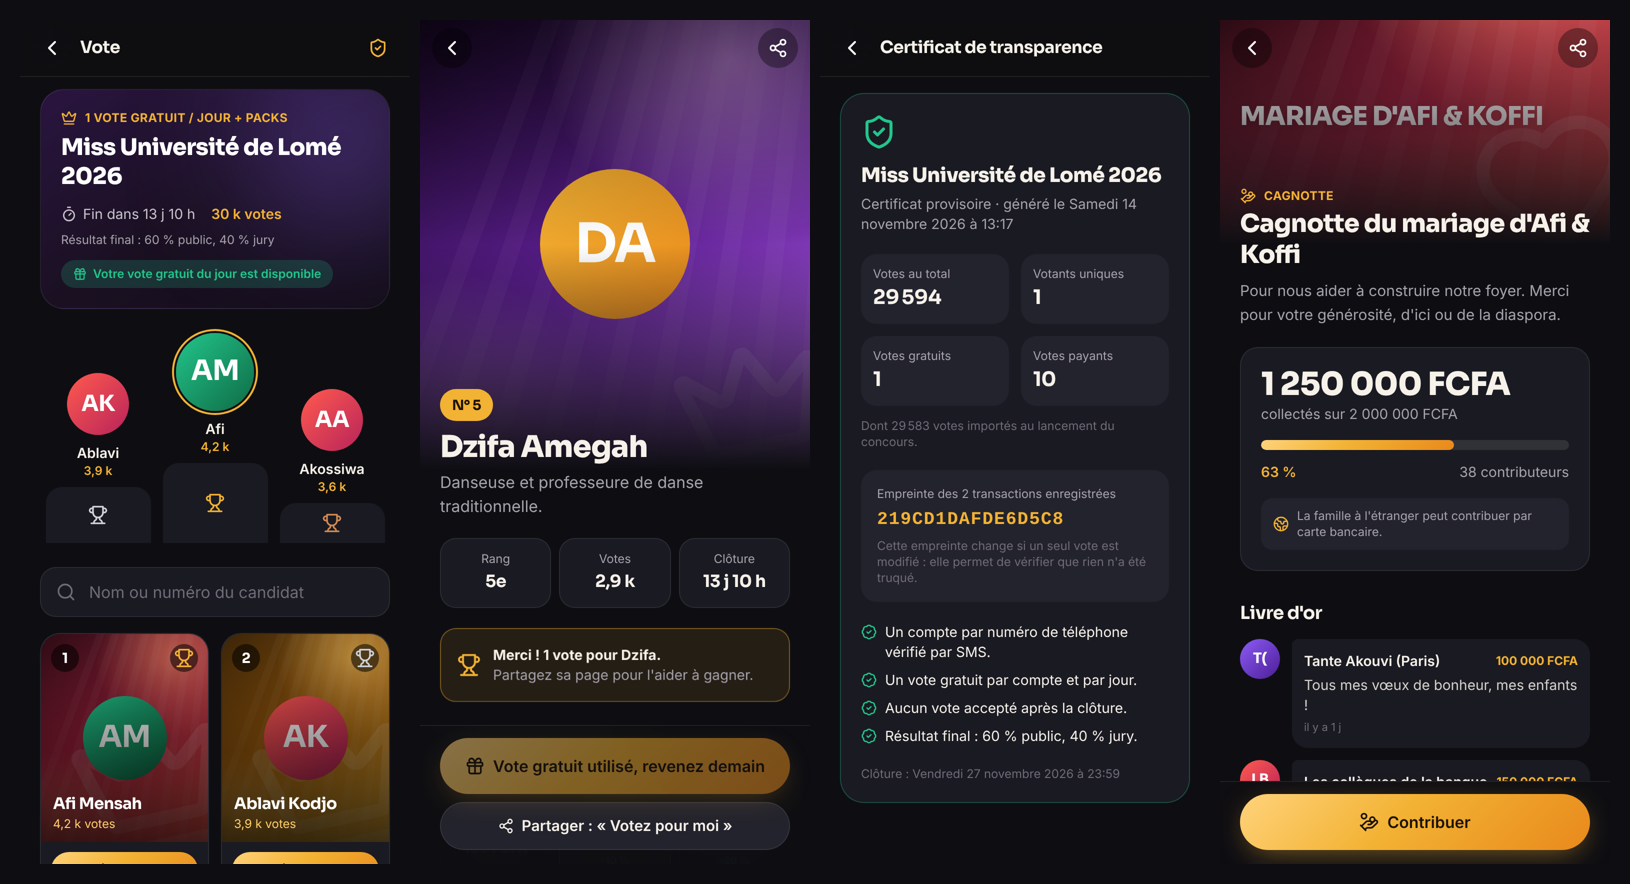 Vote
1 VOTE GRATUIT / JOUR + PACKS
Miss Université de Lomé
2026
Fin dans 13 j 10 h 30 k votes
Résultat final : 60 % public, 40 % jury
Votre vote gratuit du jour est disponible
AM
AK
AA
Afi
4,2 k
Ablavi
3,9 k
Akossiwa
3,6 k
Nom ou numéro du candidat
1
AM
Afi Mensah
4,2 k votes
2
AK
Ablavi Kodjo
3,9 k votes
DA
N° 5
Dzifa Amegah
Danseuse et professeure de danse
traditionnelle.
Rang
5e
Votes
2,9 k
Clôture
13 j 10 h
Merci ! 1 vote pour Dzifa.
Partagez sa page pour l'aider à gagner.
Vote gratuit utilisé, revenez demain
Partager : « Votez pour moi »
Certificat de transparence
Miss Université de Lomé 2026
Certificat provisoire · généré le Samedi 14
novembre 2026 à 13:17
Votes au total
29 594
Votants uniques
1
Votes gratuits
1
Votes payants
10
Dont 29 583 votes importés au lancement du
concours.
Empreinte des 2 transactions enregistrées
219CD1DAFDE6D5C8
Cette empreinte change si un seul vote est
modifié : elle permet de vérifier que rien n'a été
truqué.
Un compte par numéro de téléphone
vérifié par SMS.
Un vote gratuit par compte et par jour.
Aucun vote accepté après la clôture.
Résultat final : 60 % public, 40 % jury.
Clôture : Vendredi 27 novembre 2026 à 23:59
MARIAGE D'AFI & KOFFI
CAGNOTTE
Cagnotte du mariage d'Afi &
Koffi
Pour nous aider à construire notre foyer. Merci
pour votre générosité, d'ici ou de la diaspora.
1 250 000 FCFA
collectés sur 2 000 000 FCFA
63 % 38 contributeurs
La famille à l'étranger peut contribuer par
carte bancaire.
Livre d'or
T(
Tante Akouvi (Paris) 100 000 FCFA
Tous mes vœux de bonheur, mes enfants
!
il y a 1 j
Contribuer